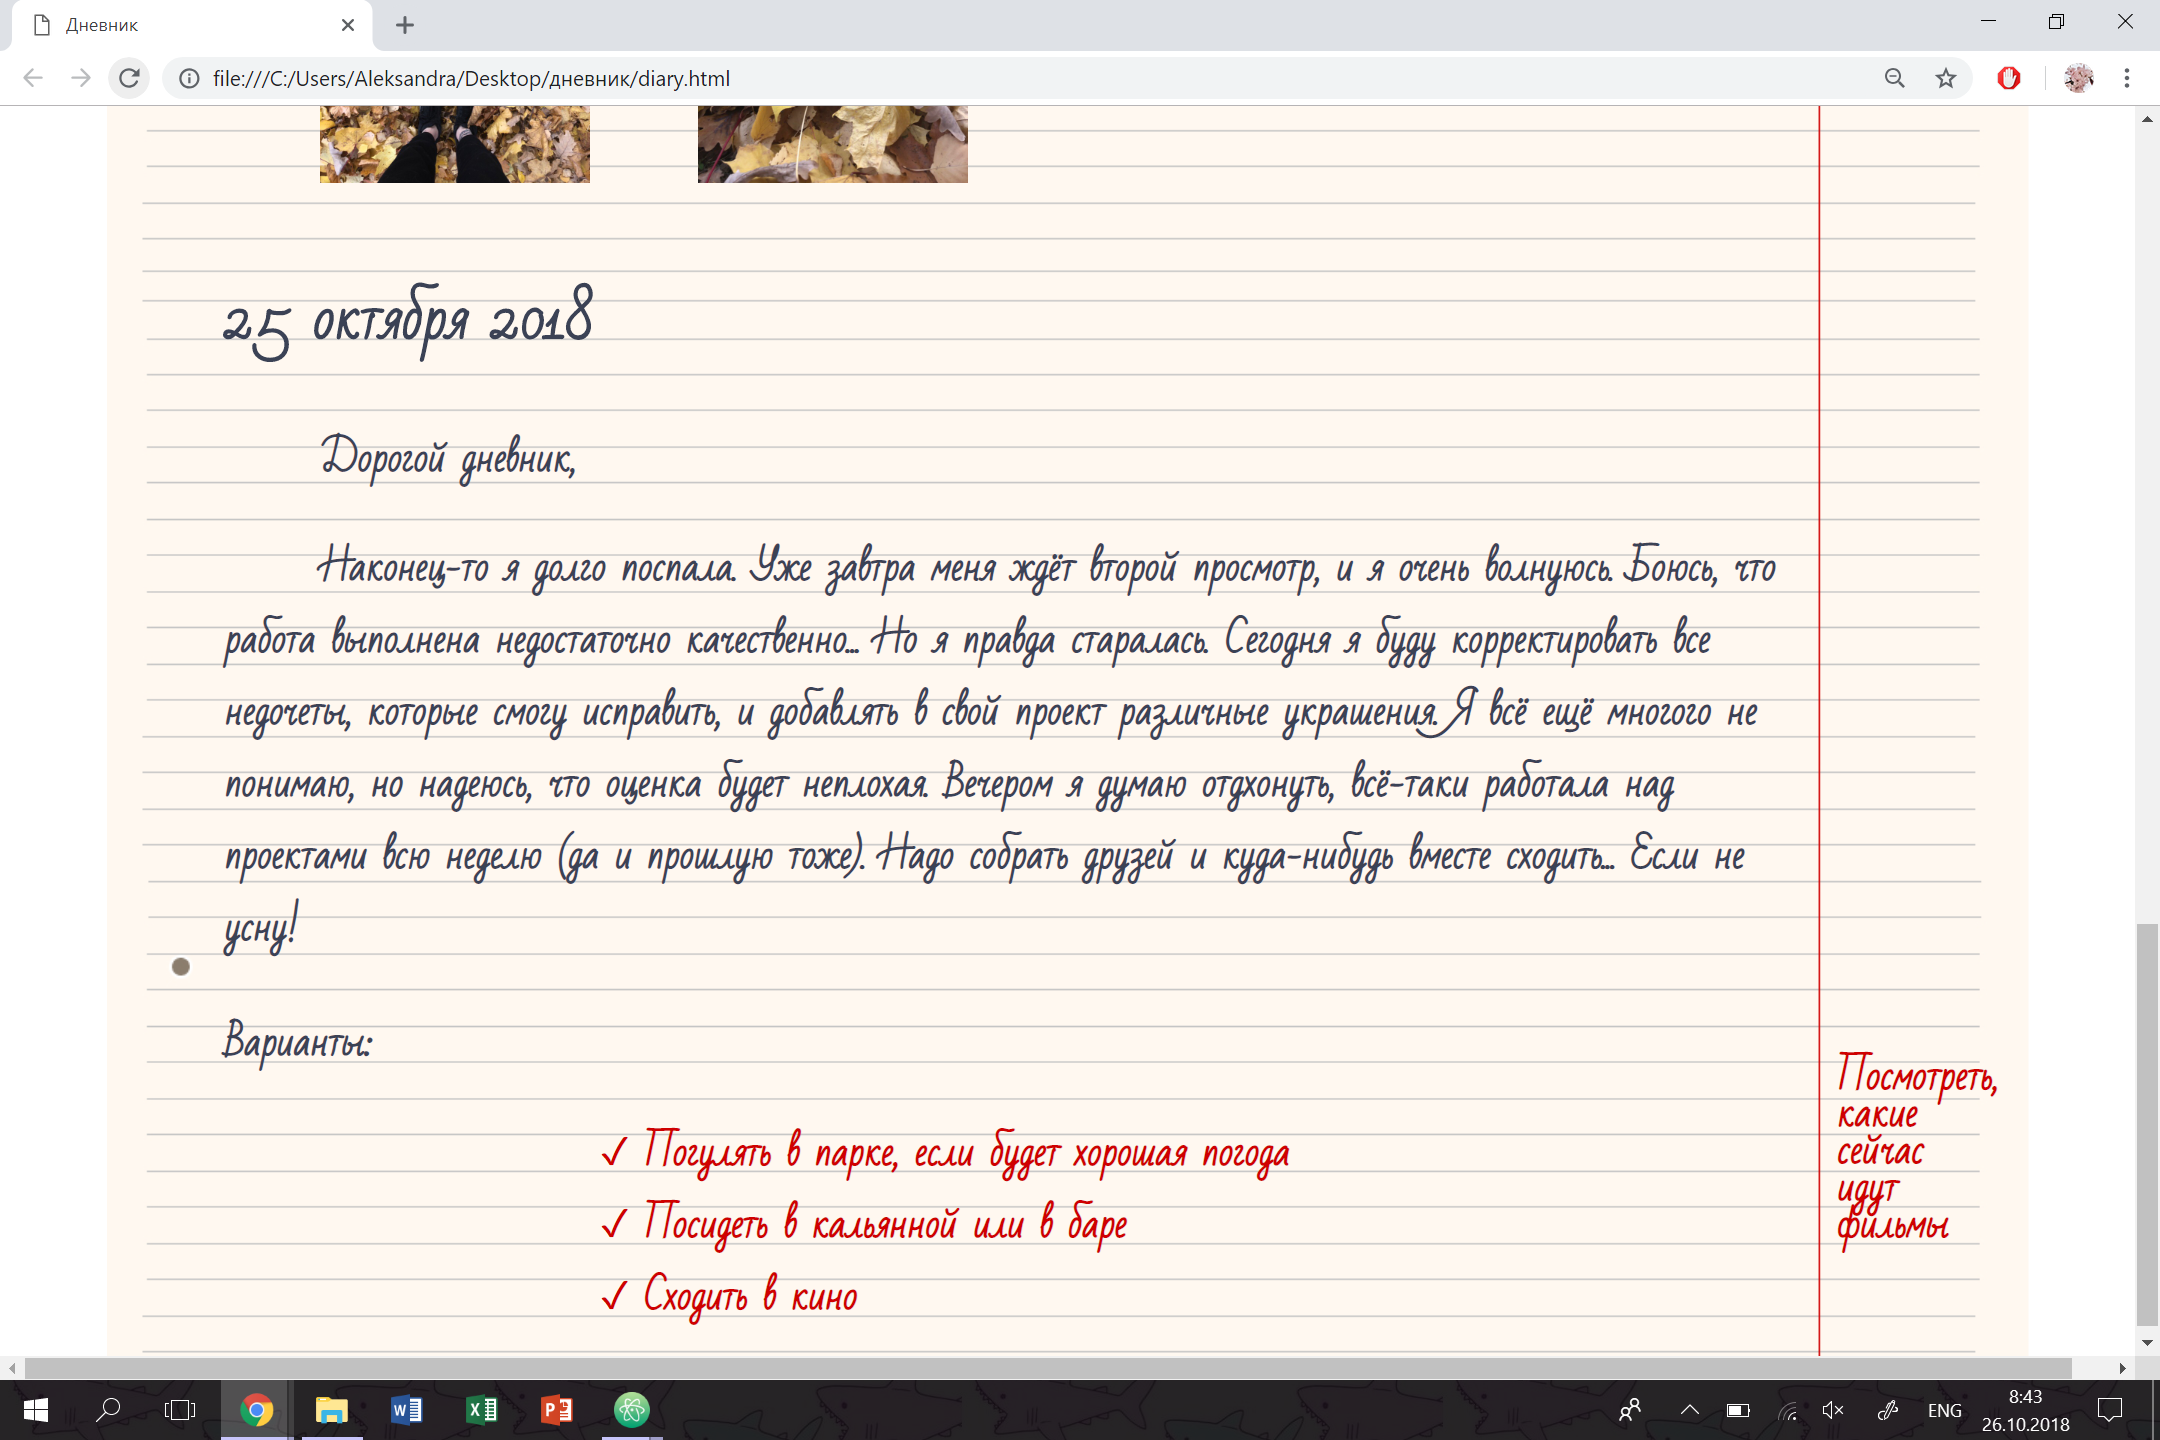 Дневник
file:///C:/Users/Aleksandra/Desktop/дневник/diary.html
25 октября 2018
Дорогой дневник,
Наконец-то я долго поспала. Уже завтра меня ждёт второй просмотр, и я очень волнуюсь. Боюсь, что
работа выполнена недостаточно качественно... Но я правда старалась. Сегодня я буду корректировать все
недочеты, которые смогу исправить, и добавлять в свой проект различные украшения. Я всё ещё многого не
понимаю, но надеюсь, что оценка будет неплохая. Вечером я думаю отдхонуть, всё-таки работала над
проектами всю неделю (да и прошлую тоже). Надо собрать друзей и куда-нибудь вместе сходить... Если не
усну!
Варианты:
✓ Погулять в парке, если будет хорошая погода
✓ Посидеть в кальянной или в баре
✓ Сходить в кино
Посмотреть,
какие
сейчас
идут
фильмы
ENG
8:43
26.10.2018